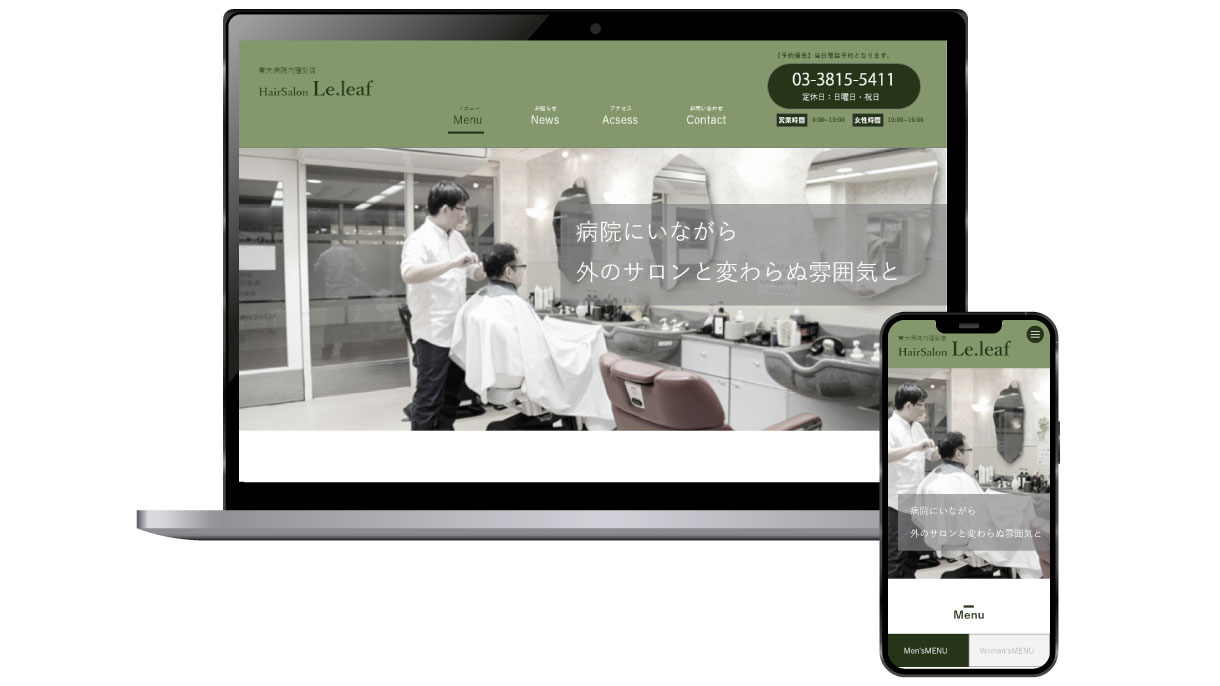 東大病院内理髪店
HairSalon Le.leaf
メニュー
Menu
お知らせ
News
アクセス
Acsess
お問い合わせ
Contact
【予約優先】当日電話予約となります。
03-3815-5411
定休日：日曜日・祝日
営業時間 9:00~19:00 女性時間 10:00~16:00
病院にいながら
外のサロンと変わらぬ雰囲気と
東大病院内理髪店
HairSalon Le.leaf
病院にいながら
外のサロンと変わらぬ雰囲気と
Menu
Men'sMENU
Woman'sMENU